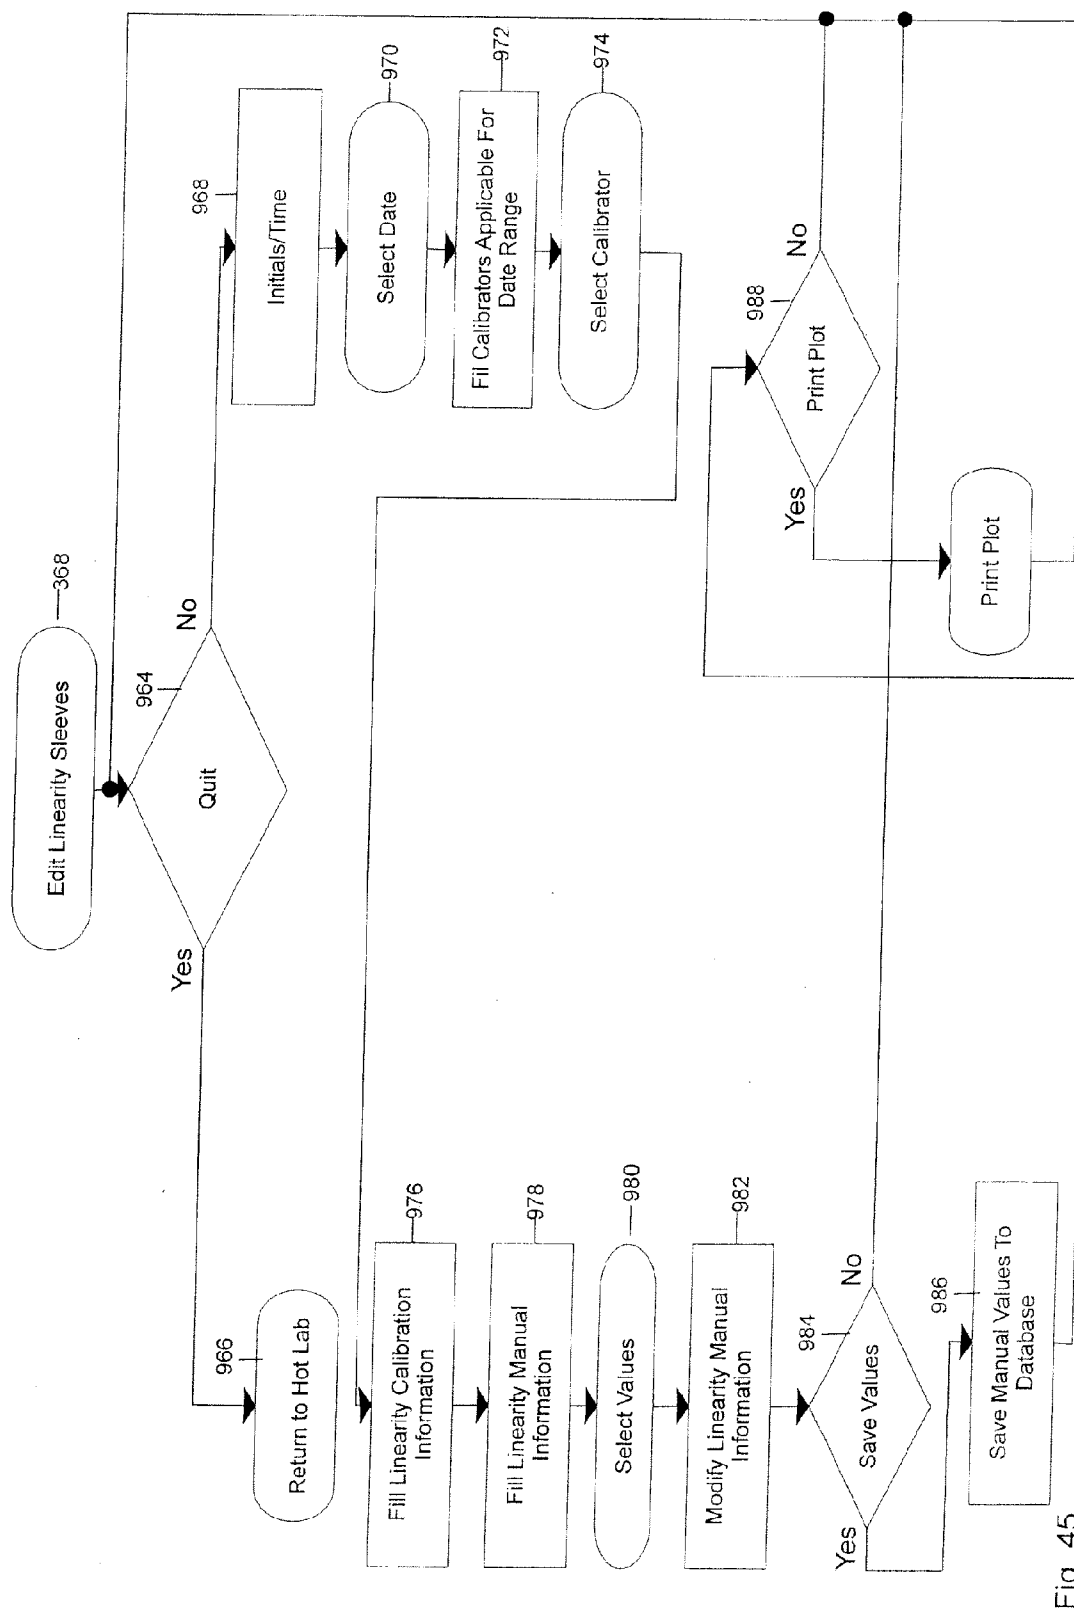 Edit Linearity Sleeves
368
964
Quit
Yes
No
966
Return to Hot Lab
968
Initials/Time
970
Select Date
972
Fil Calibrators Applicable For
Date Range
974
Select Calibrator
976
Fill Linearity Calibration
Information
978
Fill Linearity Manual
Information
980
Select Values
982
Modify Linearity Manual
Information
984
Save Values
Yes
No
986
Save Manual Values To
Database
988
Print Plot
Yes
No
Print Plot
Fig. 45